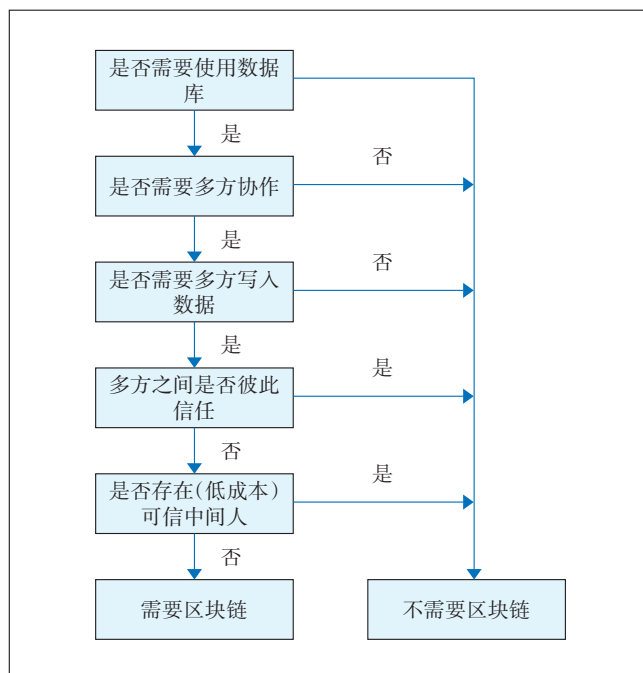 是否需要使用数据
库
是
否
是否需要多方协作
是
否
是否需要多方写入
数据
是
是
多方之间是否彼此
信任
否
是
是否存在(低成本)
可信中间人
否
需要区块链
不需要区块链